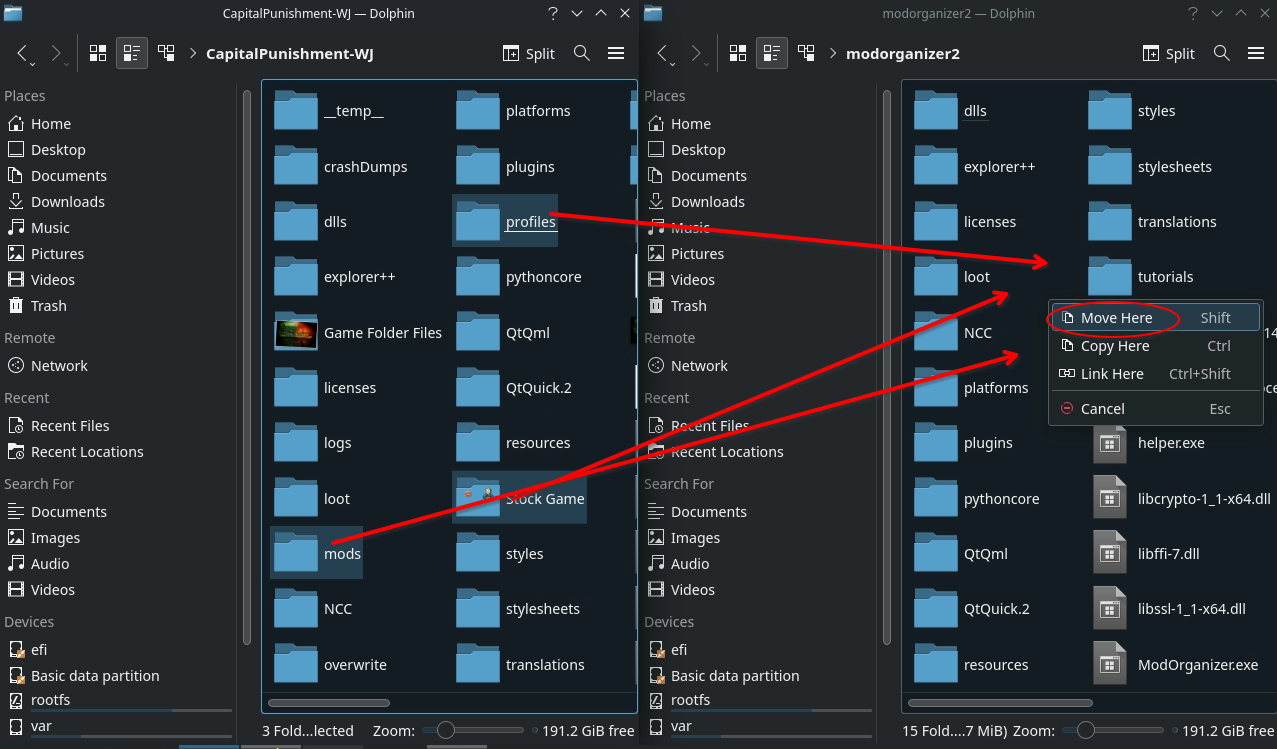 CapitalPunishment-WJ — Dolphin
CapitalPunishment-WJ
Split
Places
Home
Desktop
Documents
Downloads
Music
Pictures
Videos
Trash
Remote
Network
Recent
Recent Files
Recent Locations
Search For
Documents
Images
Audio
Videos
Devices
efi
Basic data partition
rootfs
var
__temp__
crashDumps
dlls
explorer++
Game Folder Files
licenses
logs
loot
mods
NCC
overwrite
platforms
plugins
profiles
pythoncore
QtQml
QtQuick.2
resources
Stock Game
styles
stylesheets
translations
3 Fold...lected
Zoom:
191.2 GiB free
modorganizer2 — Dolphin
modorganizer2
Split
Places
Home
Desktop
Documents
Downloads
Music
Pictures
Videos
Trash
Remote
Network
Recent
Recent Files
Recent Locations
Search For
Documents
Images
Audio
Videos
Devices
efi
Basic data partition
rootfs
var
dlls
explorer++
licenses
loot
NCC
platforms
plugins
pythoncore
QtQml
QtQuick.2
resources
styles
stylesheets
translations
tutorials
Move Here Shift
Copy Here Ctrl
Link Here Ctrl+Shift
Cancel Esc
helper.exe
libcrypto-1_1-x64.dll
libffi-7.dll
libssl-1_1-x64.dll
ModOrganizer.exe
15 Fold....7 MiB)
Zoom:
191.2 GiB free